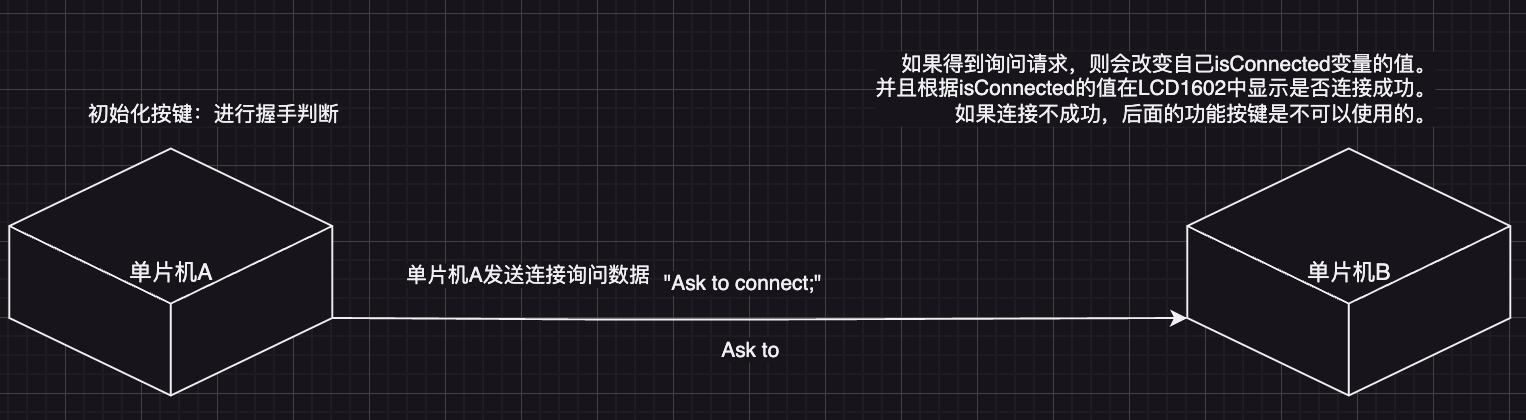 如果得到询问请求，则会改变自己isConnected变量的值。
并且根据isConnected的值在LCD1602中显示是否连接成功。
如果连接不成功，后面的功能按键是不可以使用的。
初始化按键：进行握手判断
单片机A
单片机A发送连接询问数据 "Ask to connect;"
单片机B
Ask to